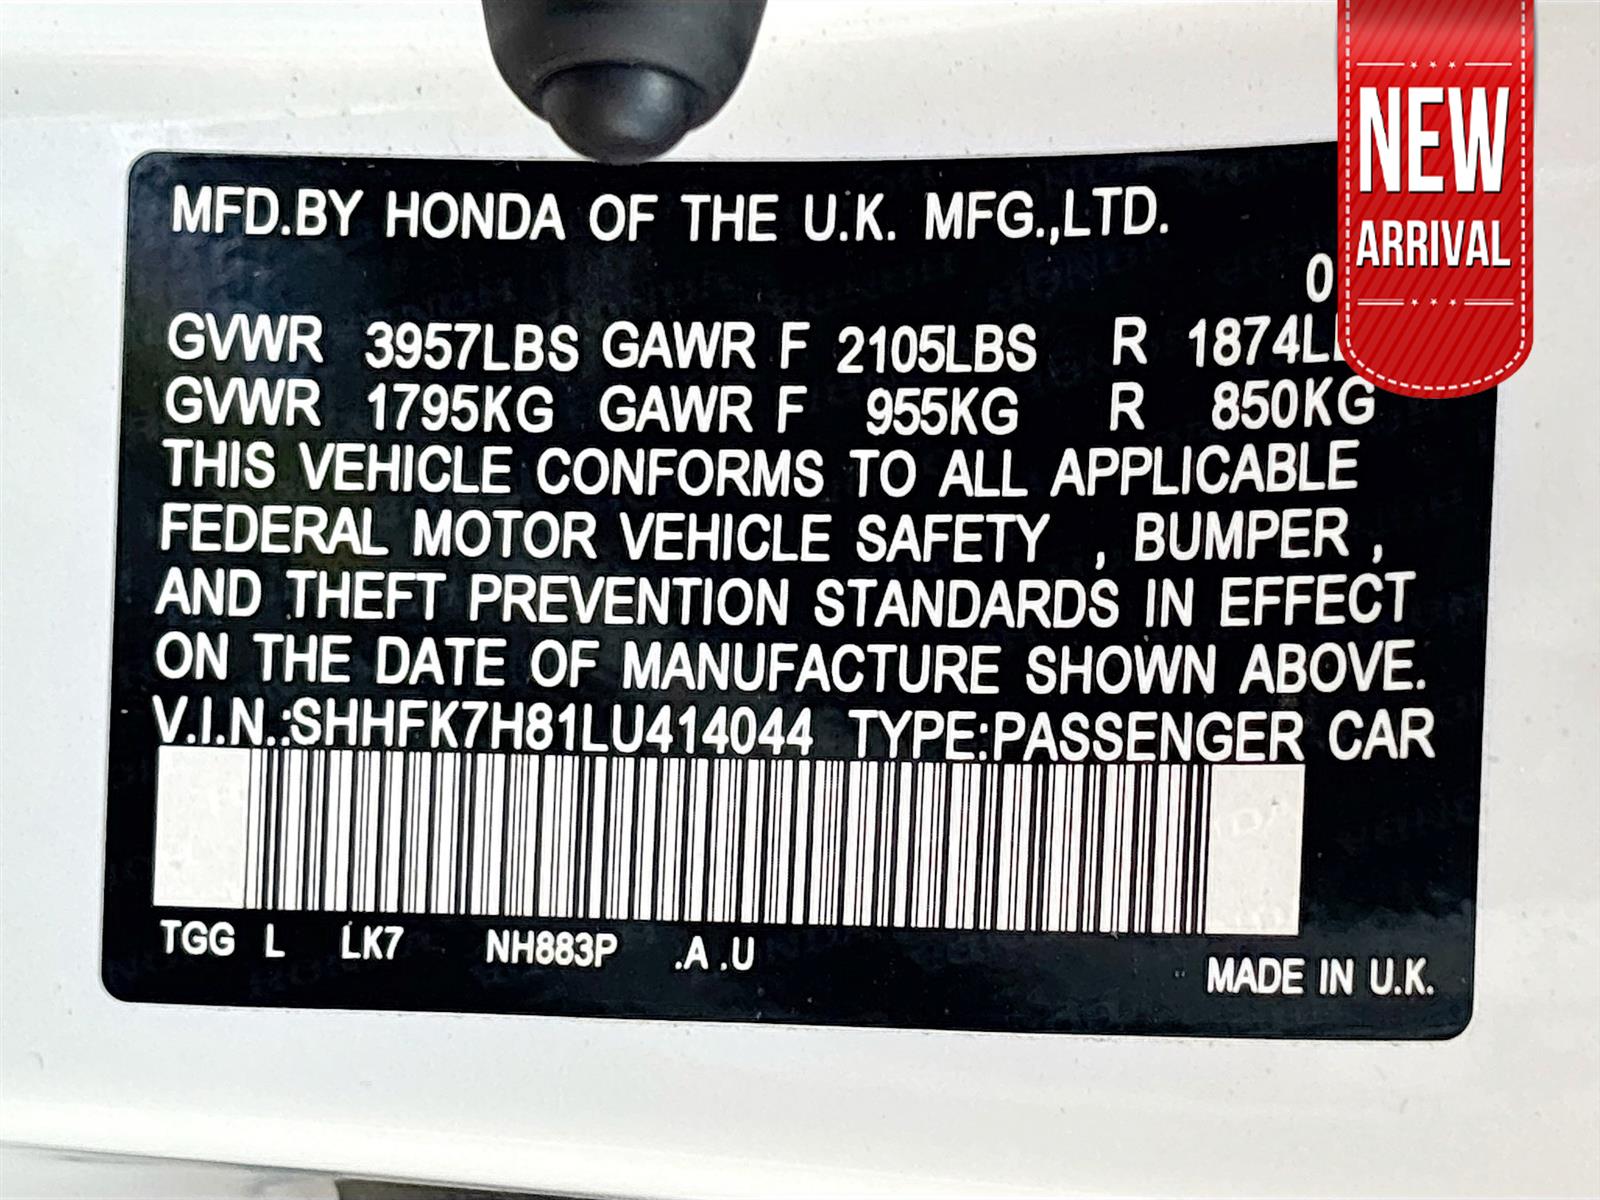 NEW
ARRIVAL
MFD.BY HONDA OF THE U.K. MFG.,LTD.
0
GVWR 3957LBS GAWR F 2105LBS R 1874L
GVWR 1795KG GAWR F 955KG R 850KG
THIS VEHICLE CONFORMS TO ALL APPLICABLE
FEDERAL MOTOR VEHICLE SAFETY , BUMPER ,
AND THEFT PREVENTION STANDARDS IN EFFECT
ON THE DATE OF MANUFACTURE SHOWN ABOVE.
V.I.N.:SHHFK7H81LU414044 TYPE:PASSENGER CAR
TGG L LK7 NH883P .A .U
MADE IN U.K.